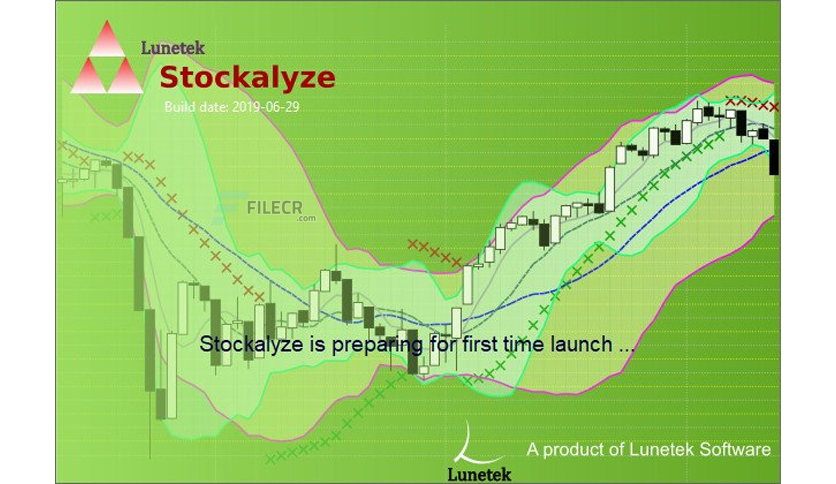 Lunetek
Stockalyze
Build date: 2019-06-29
FILECR
.com
Stockalyze is preparing for first time launch ...
A product of Lunetek Software
Lunetek